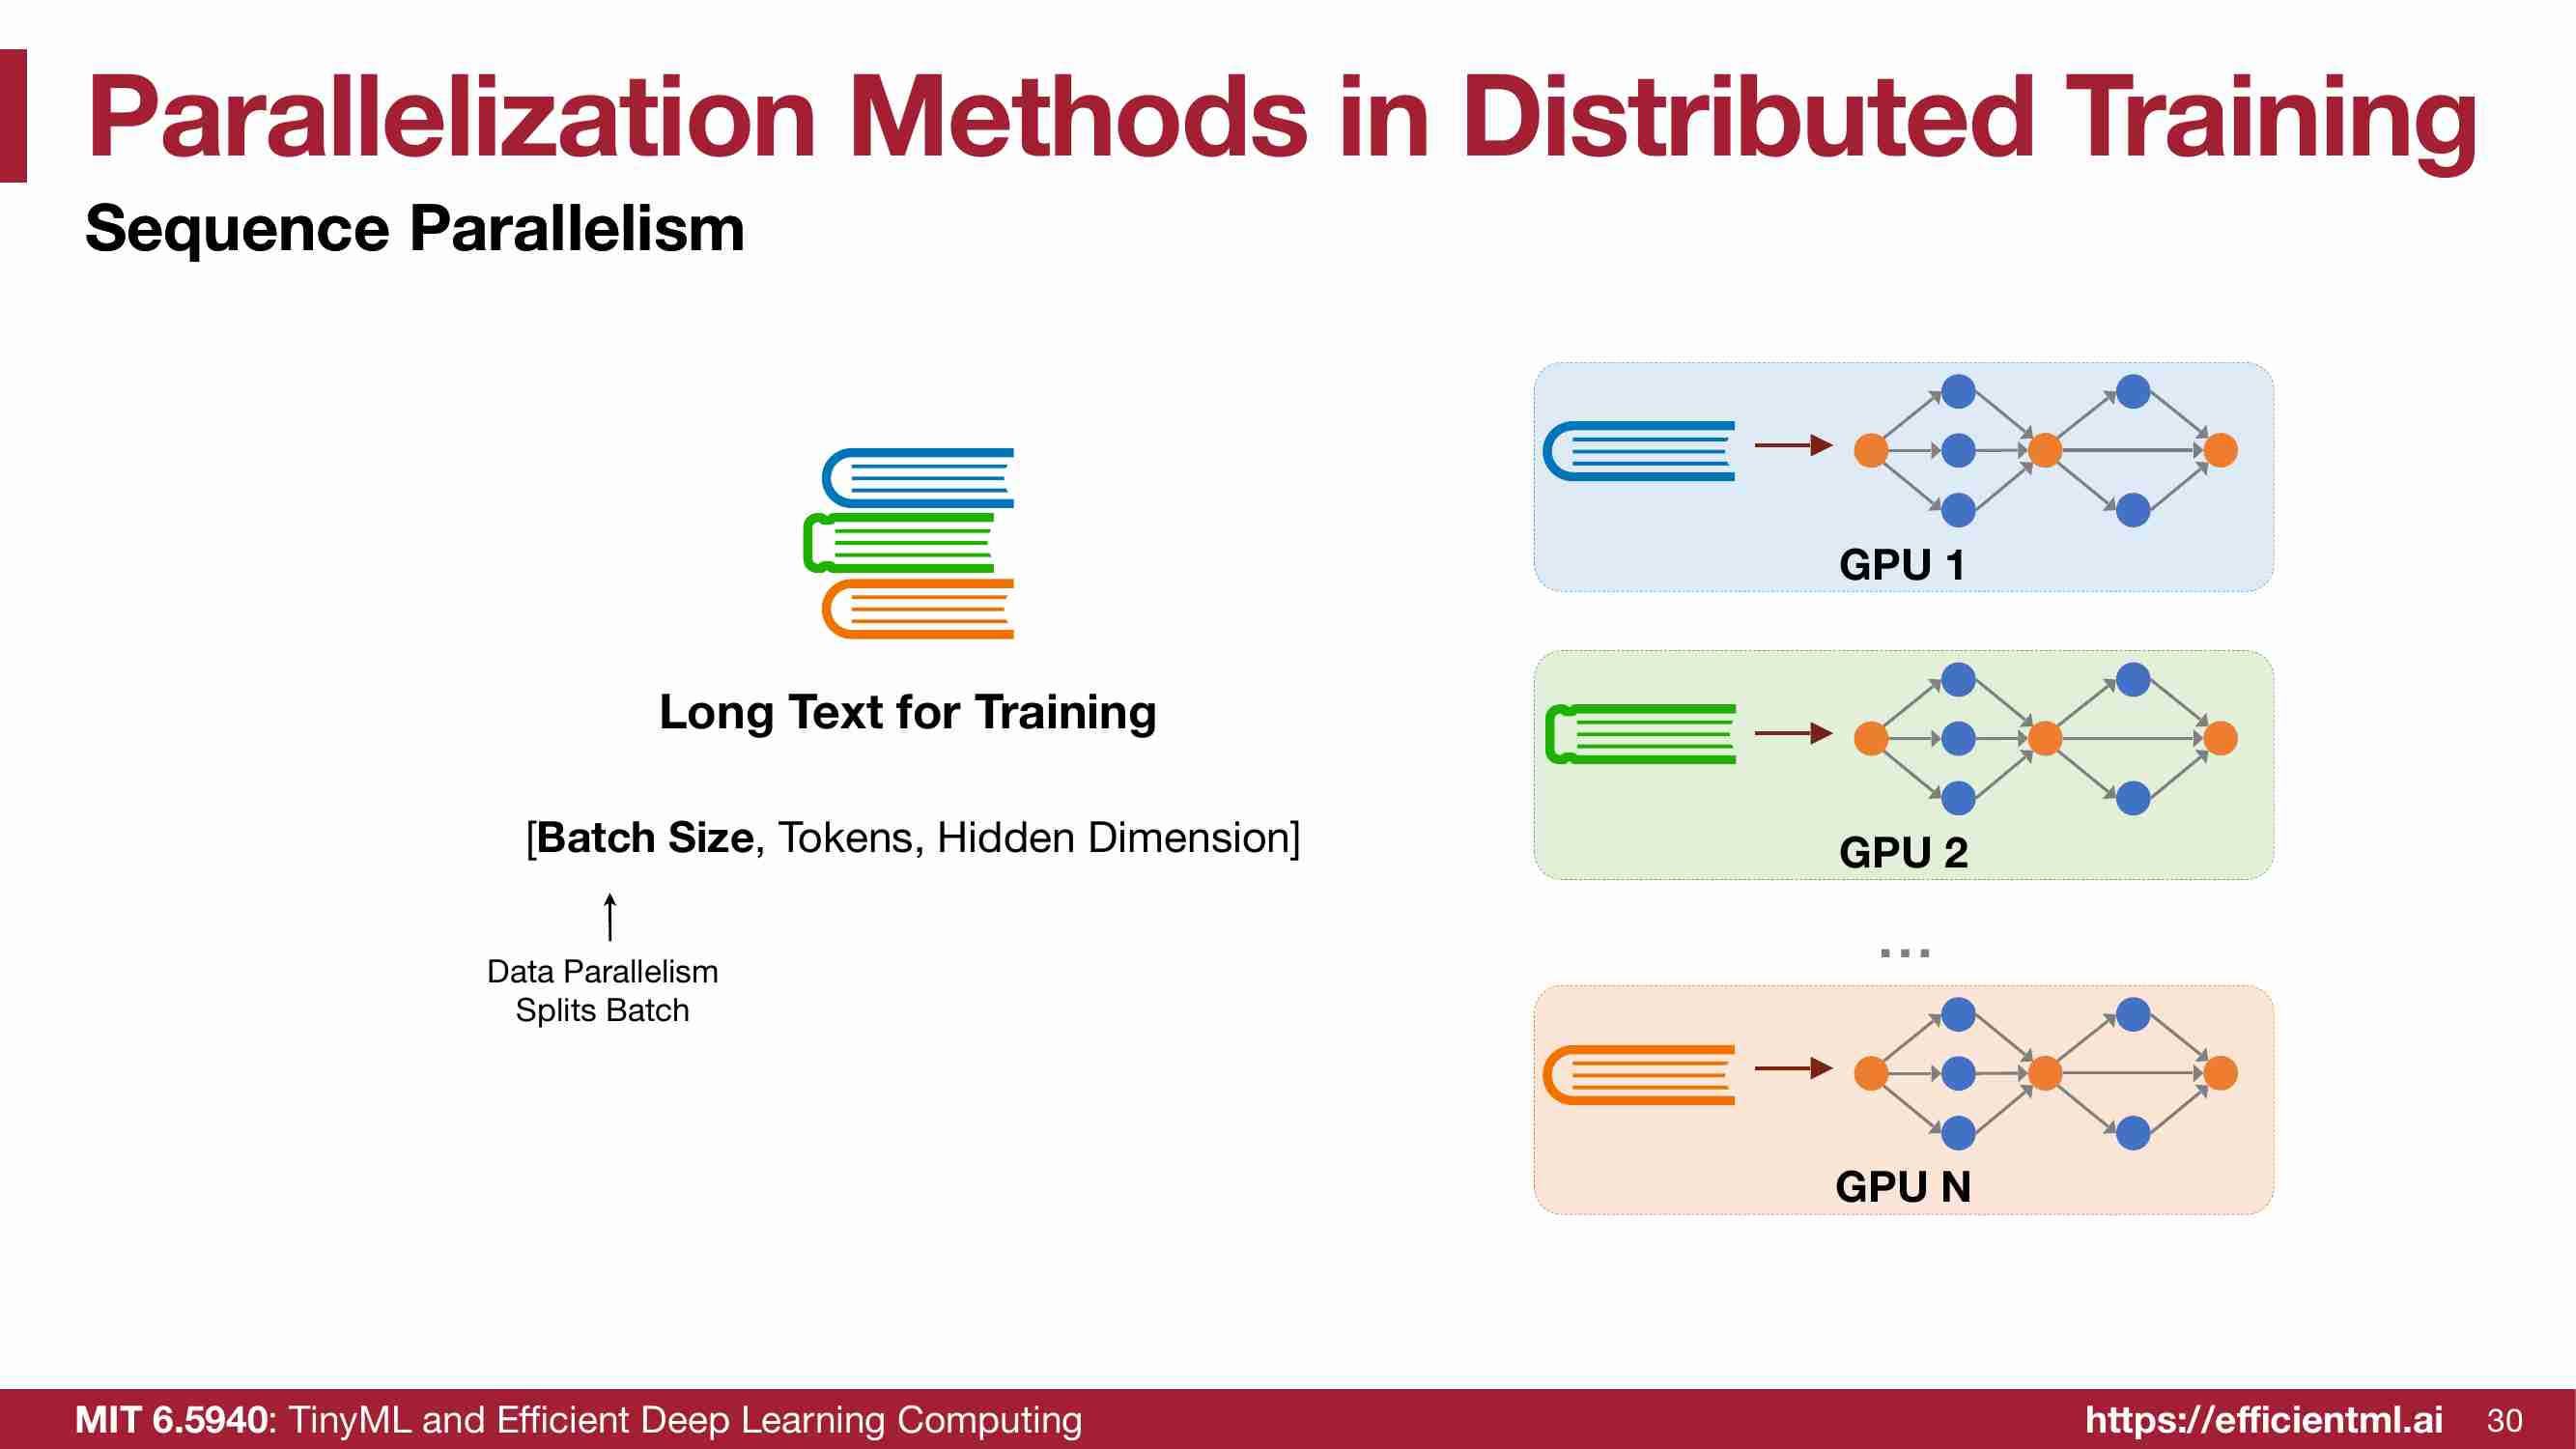 Parallelization Methods in Distributed Training
Sequence Parallelism
Long Text for Training
[Batch Size, Tokens, Hidden Dimension]
Data Parallelism
Splits Batch
GPU 1
GPU 2
...
GPU N
MIT 6.5940: TinyML and Efficient Deep Learning Computing
https://efficientml.ai
30